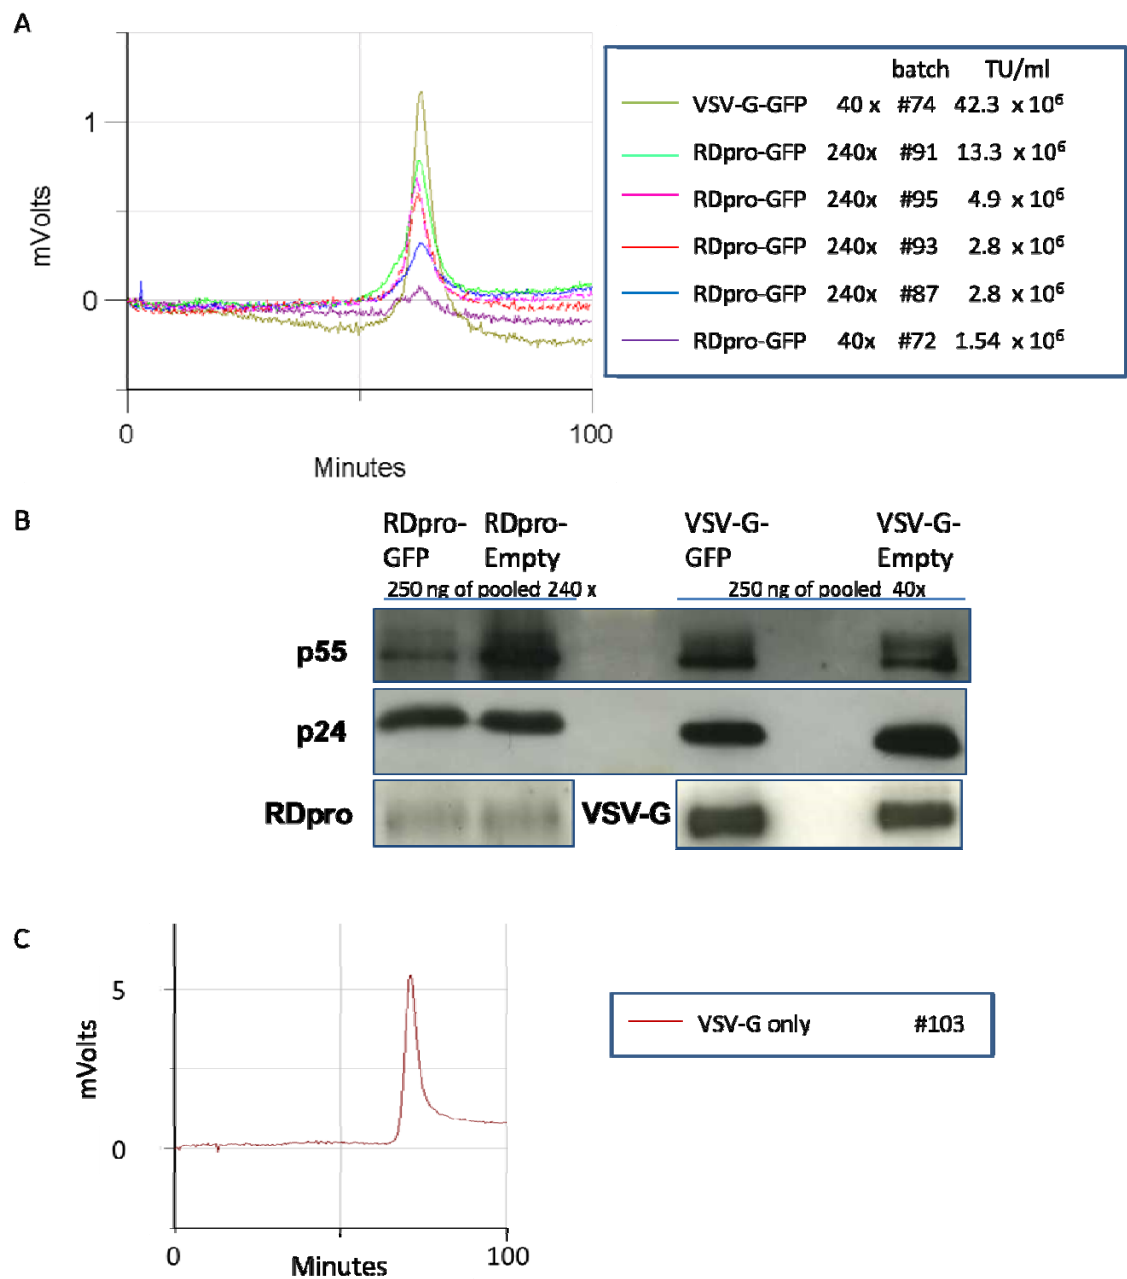 A
mVolts
1
0
0
100
Minutes
batch TU/ml
VSV-G-GFP 40 x #74 42.3 x 10⁶
RDpro-GFP 240x #91 13.3 x 10⁶
RDpro-GFP 240x #95 4.9 x 10⁶
RDpro-GFP 240x #93 2.8 x 10⁶
RDpro-GFP 240x #87 2.8 x 10⁶
RDpro-GFP 40x #72 1.54 x 10⁶
B
RDpro- RDpro- VSV-G- VSV-G-
GFP Empty GFP Empty
250 ng of pooled 240 x 250 ng of pooled 40x
p55
p24
RDpro VSV-G
C
mVolts
5
0
0
100
Minutes
VSV-G only #103